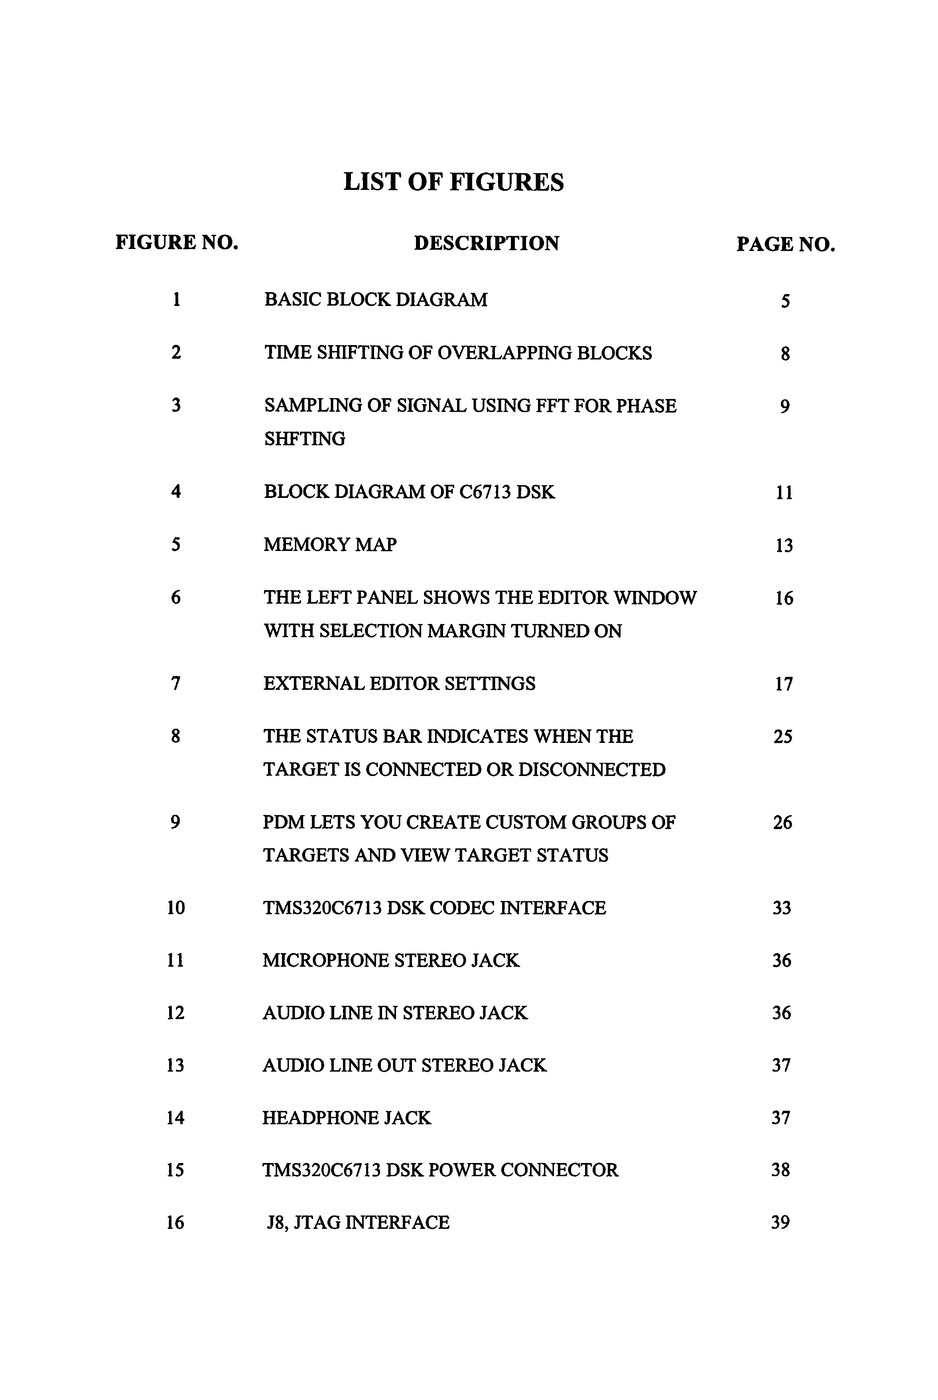 LIST OF FIGURES
FIGURE NO. DESCRIPTION PAGE NO.
1 BASIC BLOCK DIAGRAM 5
2 TIME SHIFTING OF OVERLAPPING BLOCKS 8
3 SAMPLING OF SIGNAL USING FFT FOR PHASE 9
SHFTING
4 BLOCK DIAGRAM OF C6713 DSK 11
5 MEMORY MAP 13
6 THE LEFT PANEL SHOWS THE EDITOR WINDOW 16
WITH SELECTION MARGIN TURNED ON
7 EXTERNAL EDITOR SETTINGS 17
8 THE STATUS BAR INDICATES WHEN THE 25
TARGET IS CONNECTED OR DISCONNECTED
9 PDM LETS YOU CREATE CUSTOM GROUPS OF 26
TARGETS AND VIEW TARGET STATUS
10 TMS320C6713 DSK CODEC INTERFACE 33
11 MICROPHONE STEREO JACK 36
12 AUDIO LINE IN STEREO JACK 36
13 AUDIO LINE OUT STEREO JACK 37
14 HEADPHONE JACK 37
15 TMS320C6713 DSK POWER CONNECTOR 38
16 J8, JTAG INTERFACE 39